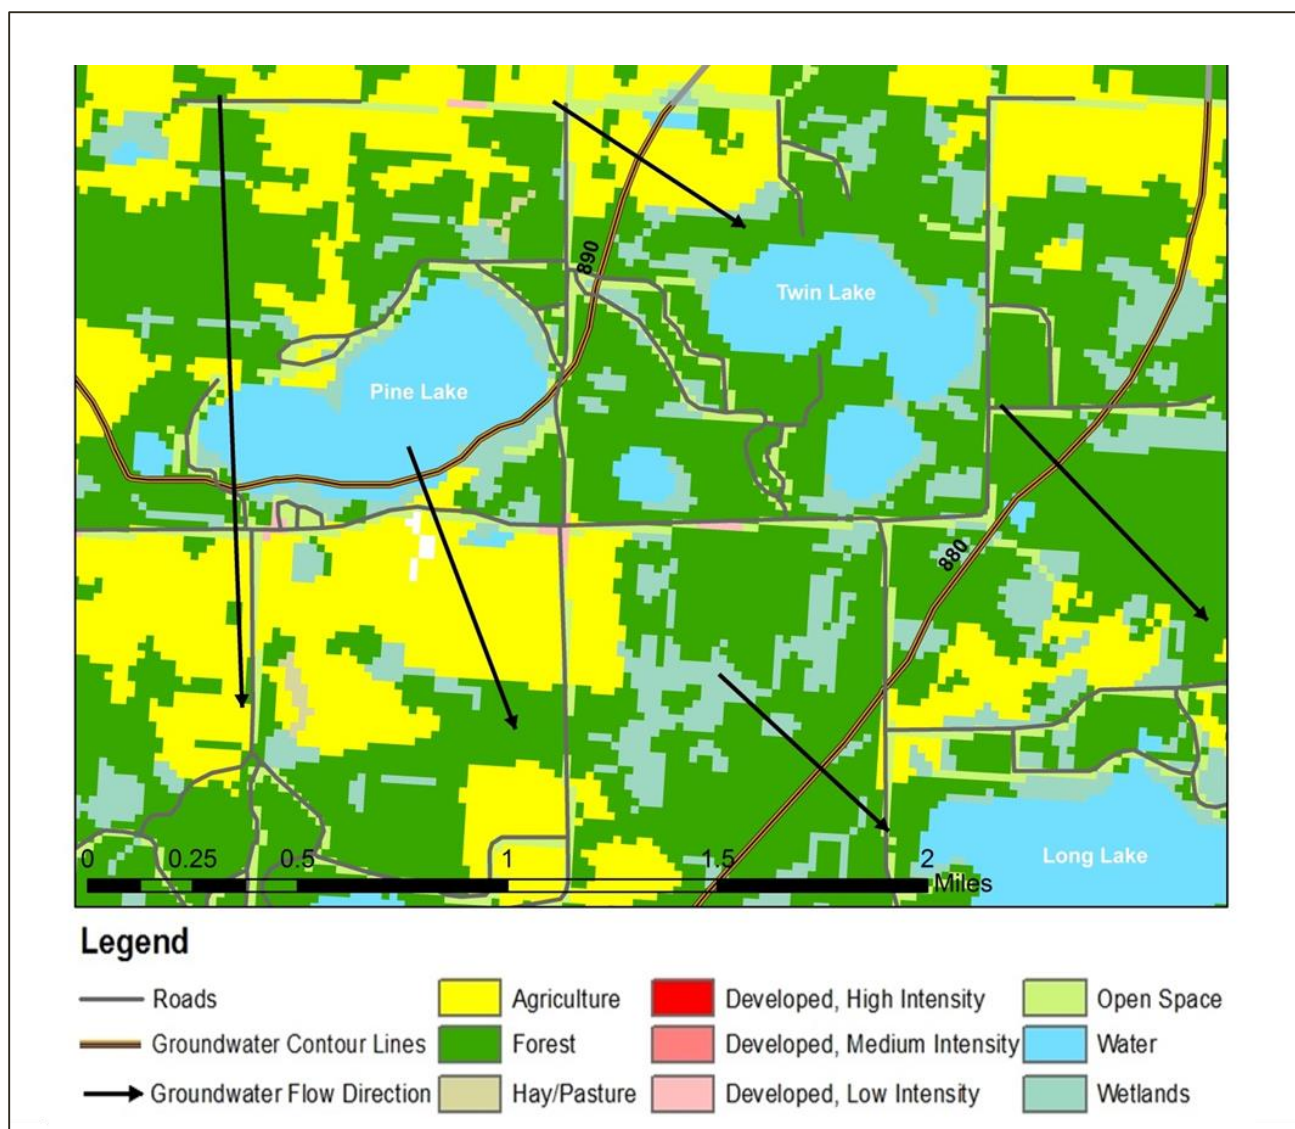 890
Twin Lake
Pine Lake
880
Long Lake
0 0.25 0.5 1 1.5 2
Miles
Legend
Roads
Groundwater Contour Lines
Groundwater Flow Direction
Agriculture
Forest
Hay/Pasture
Developed, High Intensity
Developed, Medium Intensity
Developed, Low Intensity
Open Space
Water
Wetlands